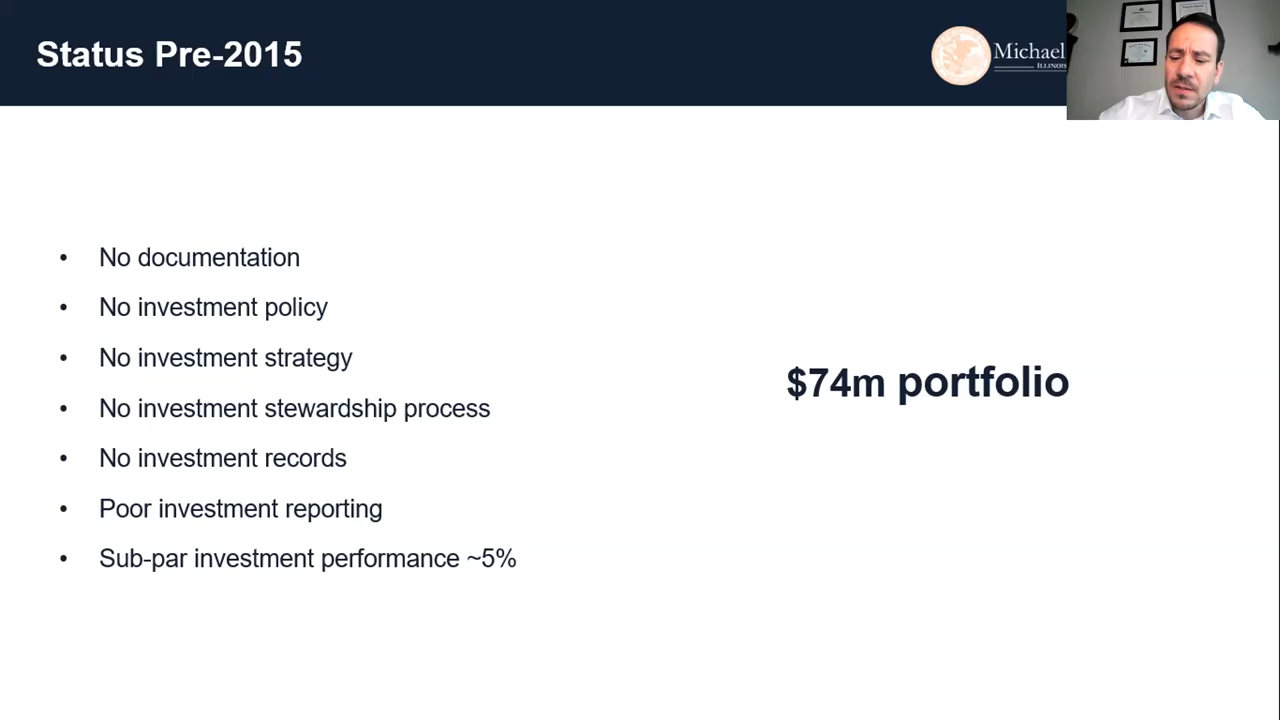 Status Pre-2015
Michael
ILLINOIS
• No documentation
• No investment policy
• No investment strategy
• No investment stewardship process
• No investment records
• Poor investment reporting
• Sub-par investment performance ~5%
$74m portfolio